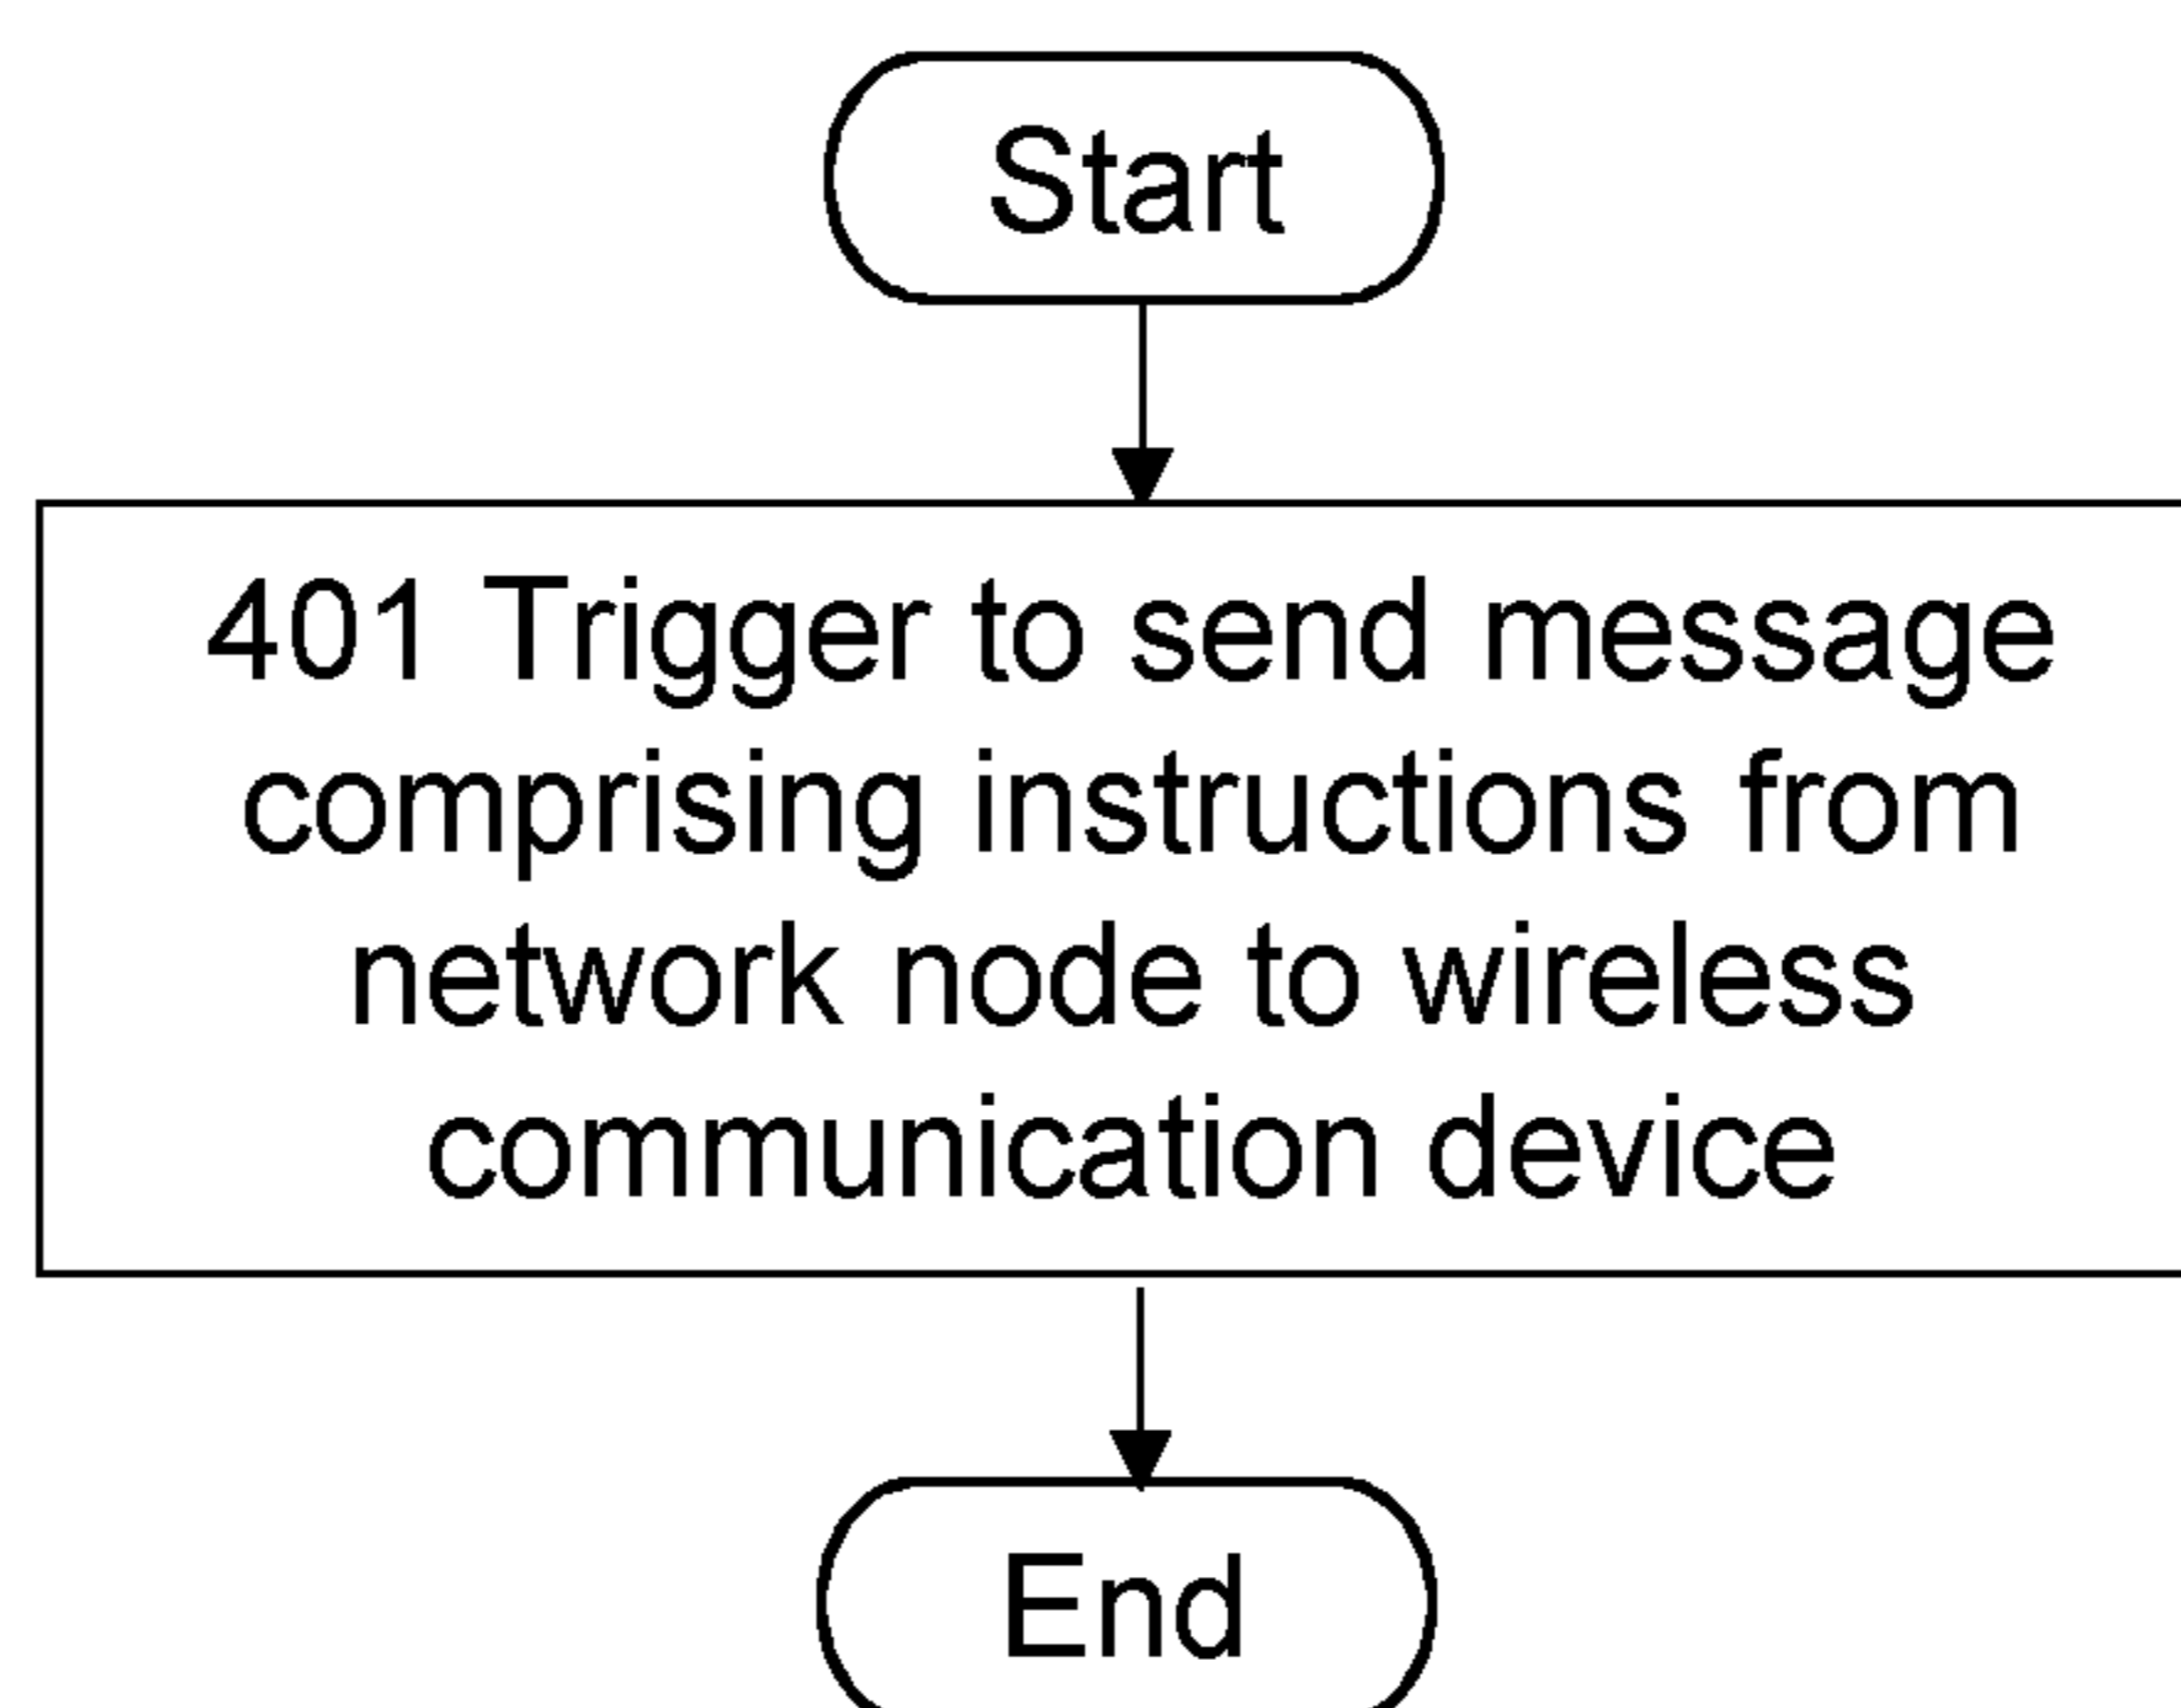 Start
401 Trigger to send message
comprising instructions from
network node to wireless
communication device
End